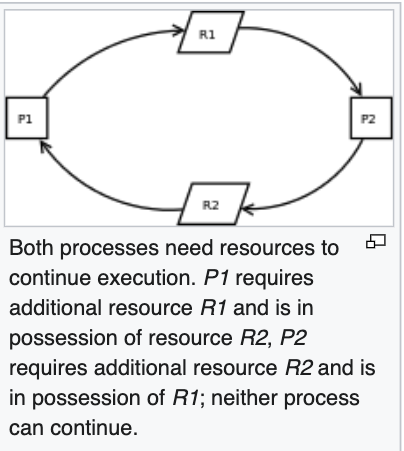 R1
P1
P2
R2
Both processes need resources to
continue execution. P1 requires
additional resource R1 and is in
possession of resource R2, P2
requires additional resource R2 and is
in possession of R1; neither process
can continue.